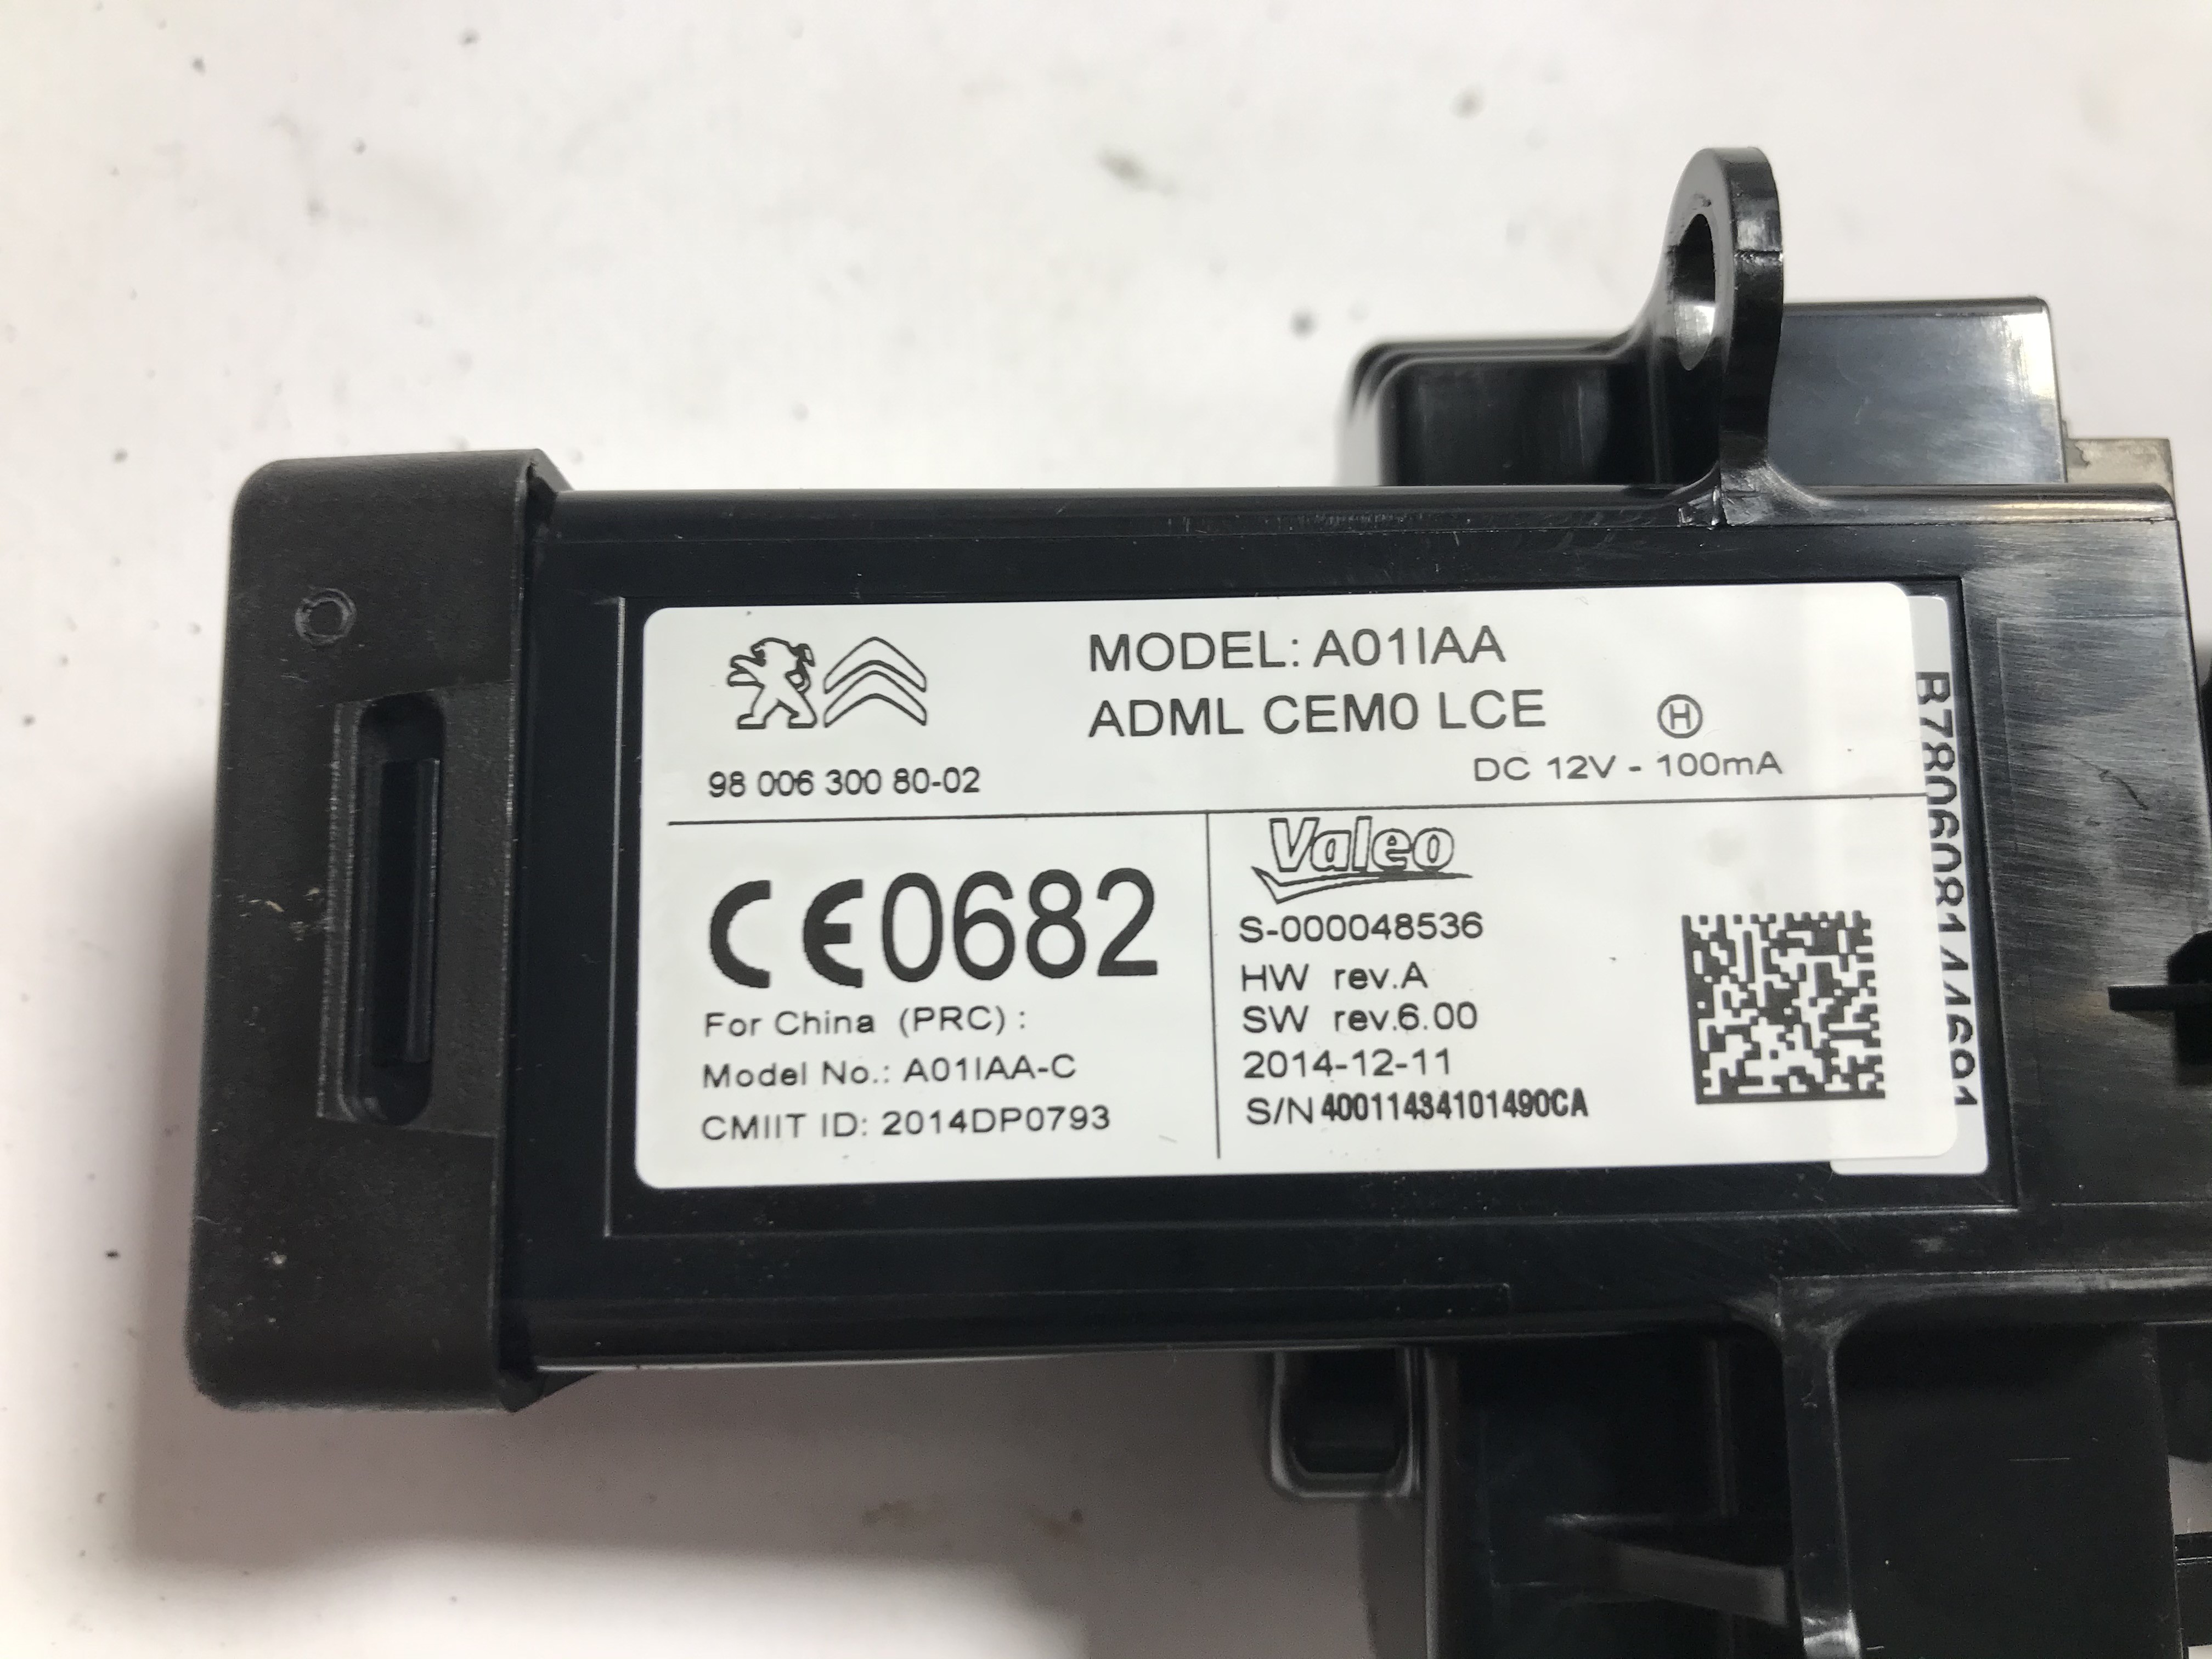 MODEL: A01IAA
ADML CEM0 LCE
H
98 006 300 80-02
DC 12V - 100mA
CE0682
For China (PRC) :
Model No.: A01IAA-C
CMIIT ID: 2014DP0793
Valeo
S-000048536
HW rev.A
SW rev.6.00
2014-12-11
S/N 40011434101490CA